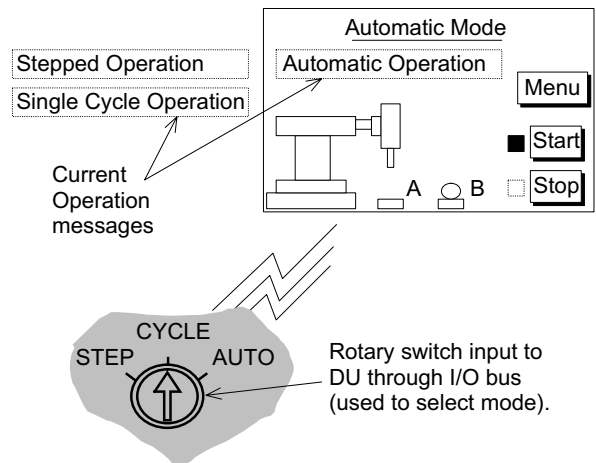 Automatic Mode
Stepped Operation
Automatic Operation
Single Cycle Operation
Menu
Start
Stop
A
B
Current
Operation
messages
CYCLE
STEP
AUTO
Rotary switch input to
DU through I/O bus
(used to select mode).